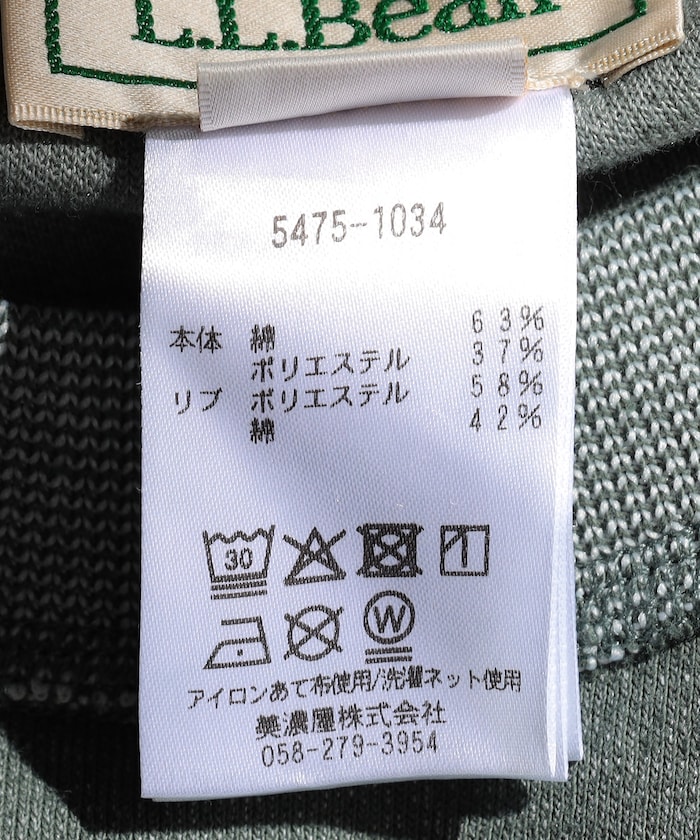 L.L.Bean
5475-1034
本体 綿 63%
ポリエステル 37%
リブ ポリエステル 58%
綿 42%
30
W
アイロンあて布使用/洗濯ネット使用
美濃屋株式会社
058-279-3954